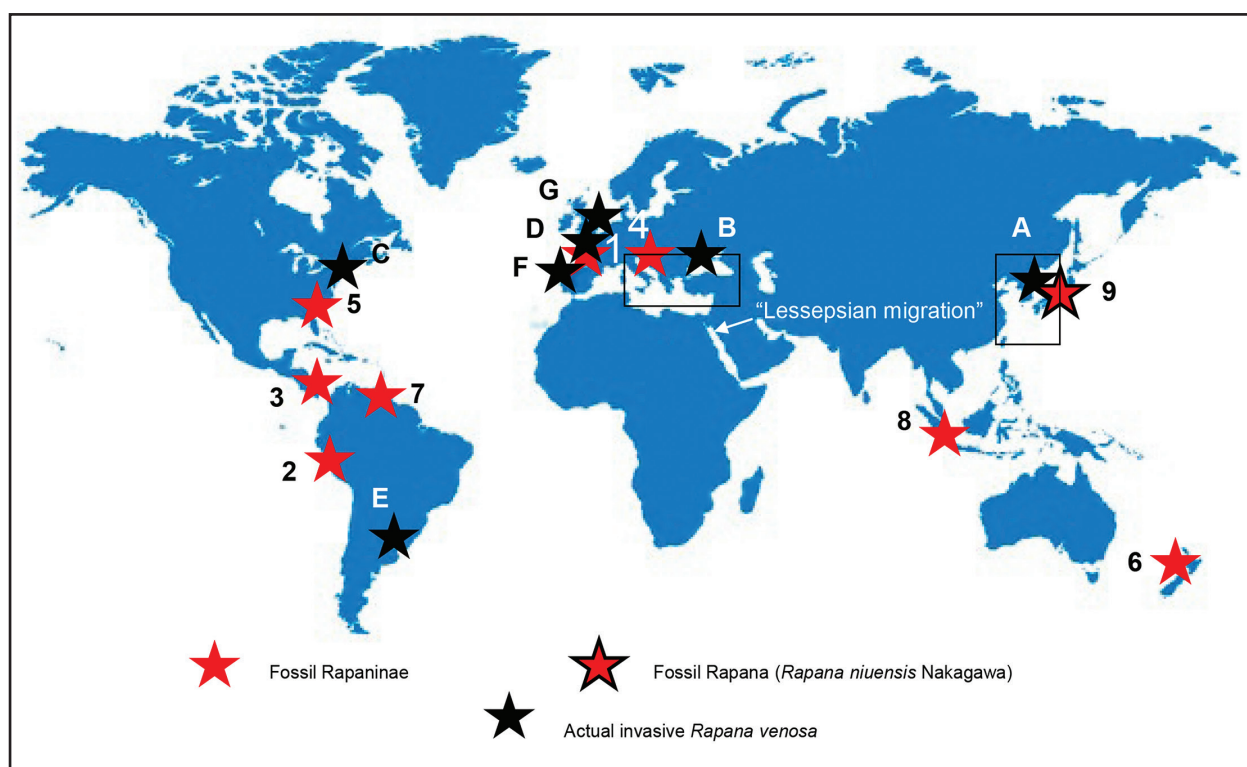 G
D
4
B
A
1
C
F
5
9
"Lessepsian migration"
3
7
8
2
E
6
Fossil Rapaninae
Fossil Rapana (Rapana niuensis Nakagawa)
Actual invasive Rapana venosa